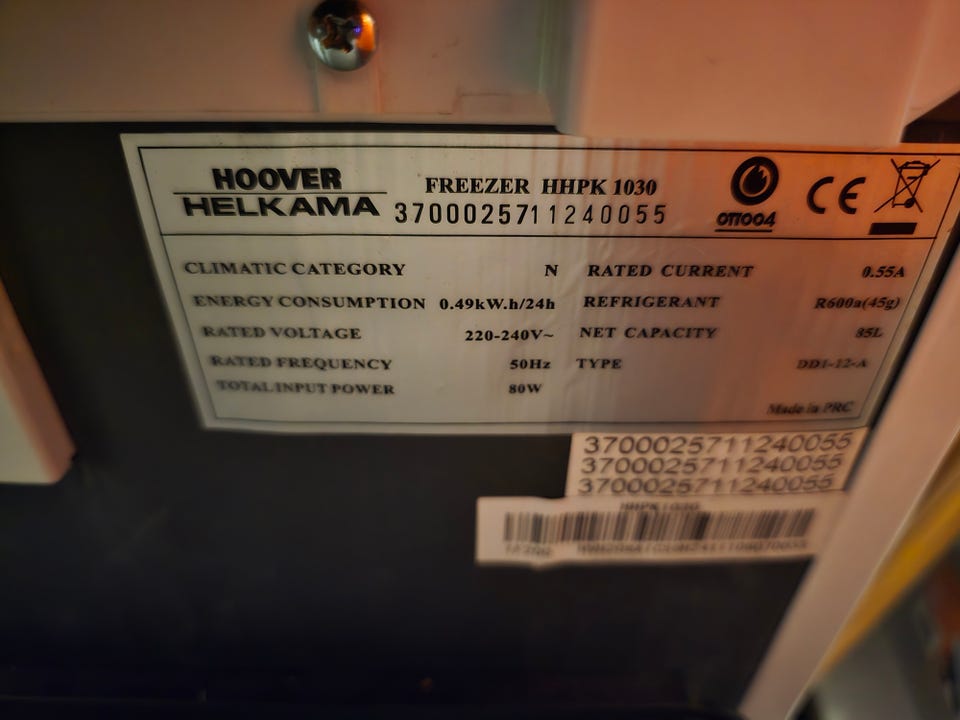 HOOVER
HELKAMA
FREEZER HHPK 1030
3700025711240055
OTTO04
CE
CLIMATIC CATEGORY N
ENERGY CONSUMPTION 0.49kW.h/24h
RATED VOLTAGE 220-240V~
RATED FREQUENCY 50Hz
TOTAL INPUT POWER 80W
RATED CURRENT 0.55A
REFRIGERANT R600a(45g)
NET CAPACITY 85L
TYPE DD1-12-A
Made in PRC
3700025711240055
3700025711240055
3700025711240055
HHPK1030